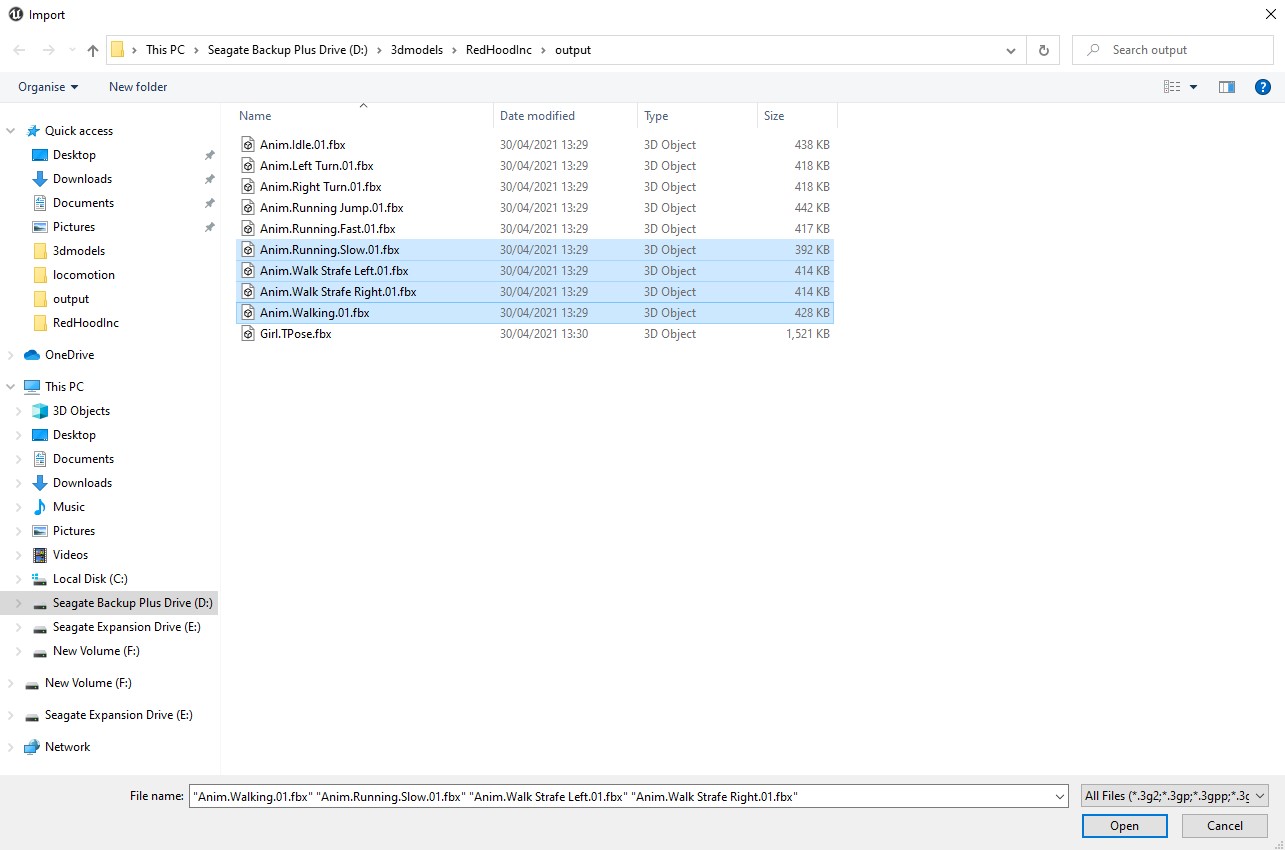 Import
This PC > Seagate Backup Plus Drive (D:) > 3dmodels > RedHoodInc > output
Search output
Organise New folder
?
Name Date modified Type Size
Anim.Idle.01.fbx 30/04/2021 13:29 3D Object 438 KB
Anim.Left Turn.01.fbx 30/04/2021 13:29 3D Object 418 KB
Anim.Right Turn.01.fbx 30/04/2021 13:29 3D Object 418 KB
Anim.Running Jump.01.fbx 30/04/2021 13:29 3D Object 442 KB
Anim.Running.Fast.01.fbx 30/04/2021 13:29 3D Object 417 KB
Anim.Running.Slow.01.fbx 30/04/2021 13:29 3D Object 392 KB
Anim.Walk Strafe Left.01.fbx 30/04/2021 13:29 3D Object 414 KB
Anim.Walk Strafe Right.01.fbx 30/04/2021 13:29 3D Object 414 KB
Anim.Walking.01.fbx 30/04/2021 13:29 3D Object 428 KB
Girl.TPose.fbx 30/04/2021 13:30 3D Object 1,521 KB
Quick access
Desktop
Downloads
Documents
Pictures
3dmodels
locomotion
output
RedHoodInc
OneDrive
This PC
3D Objects
Desktop
Documents
Downloads
Music
Pictures
Videos
Local Disk (C:)
Seagate Backup Plus Drive (D:)
Seagate Expansion Drive (E:)
New Volume (F:)
New Volume (F:)
Seagate Expansion Drive (E:)
Network
File name: "Anim.Walking.01.fbx" "Anim.Running.Slow.01.fbx" "Anim.Walk Strafe Left.01.fbx" "Anim.Walk Strafe Right.01.fbx"
All Files (*.3g2;*.3gp;*.3gpp;*.3g
Open Cancel